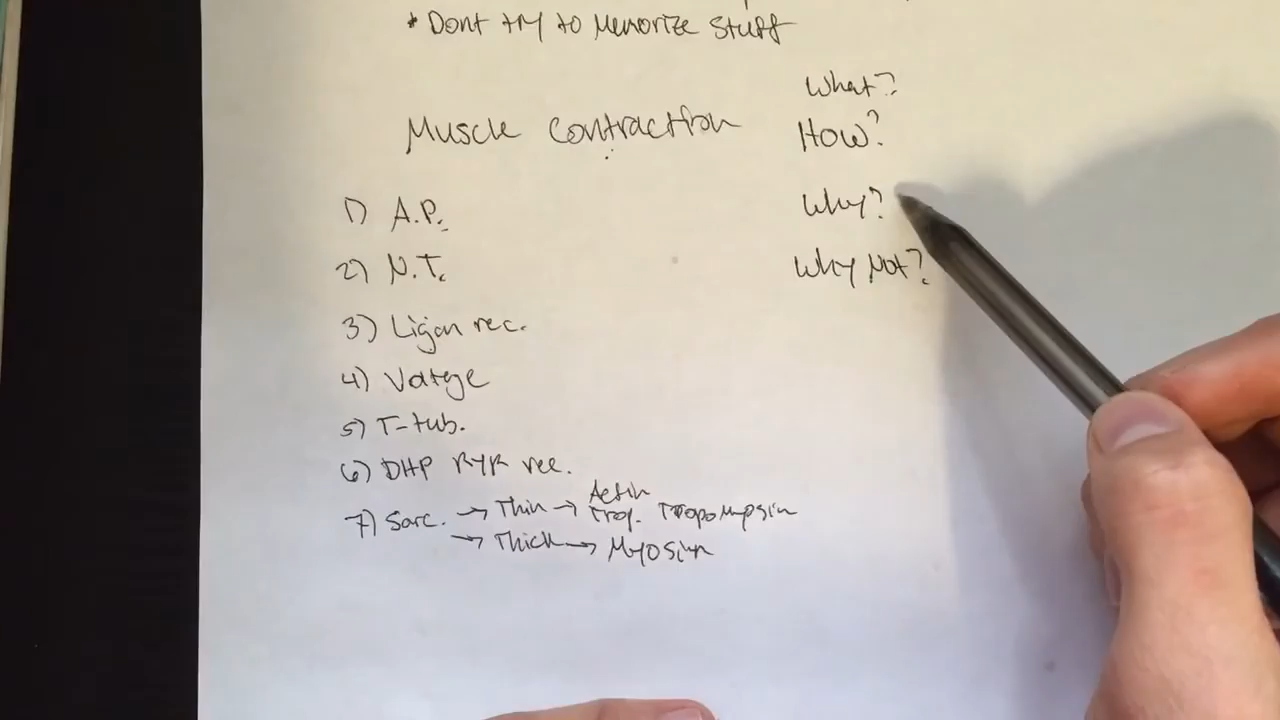 * Dont try to Memorize Stuff
What?
Muscle Contraction
How?
Why?
Why Not?
1) A.P.
2) N.T.
3) Ligan rec.
4) Voltge
5) T-tub.
6) DHP RYR rec.
7) Sarc. → Thin → Actin
Trop. Tropomyosin
→ Thick → Myosin